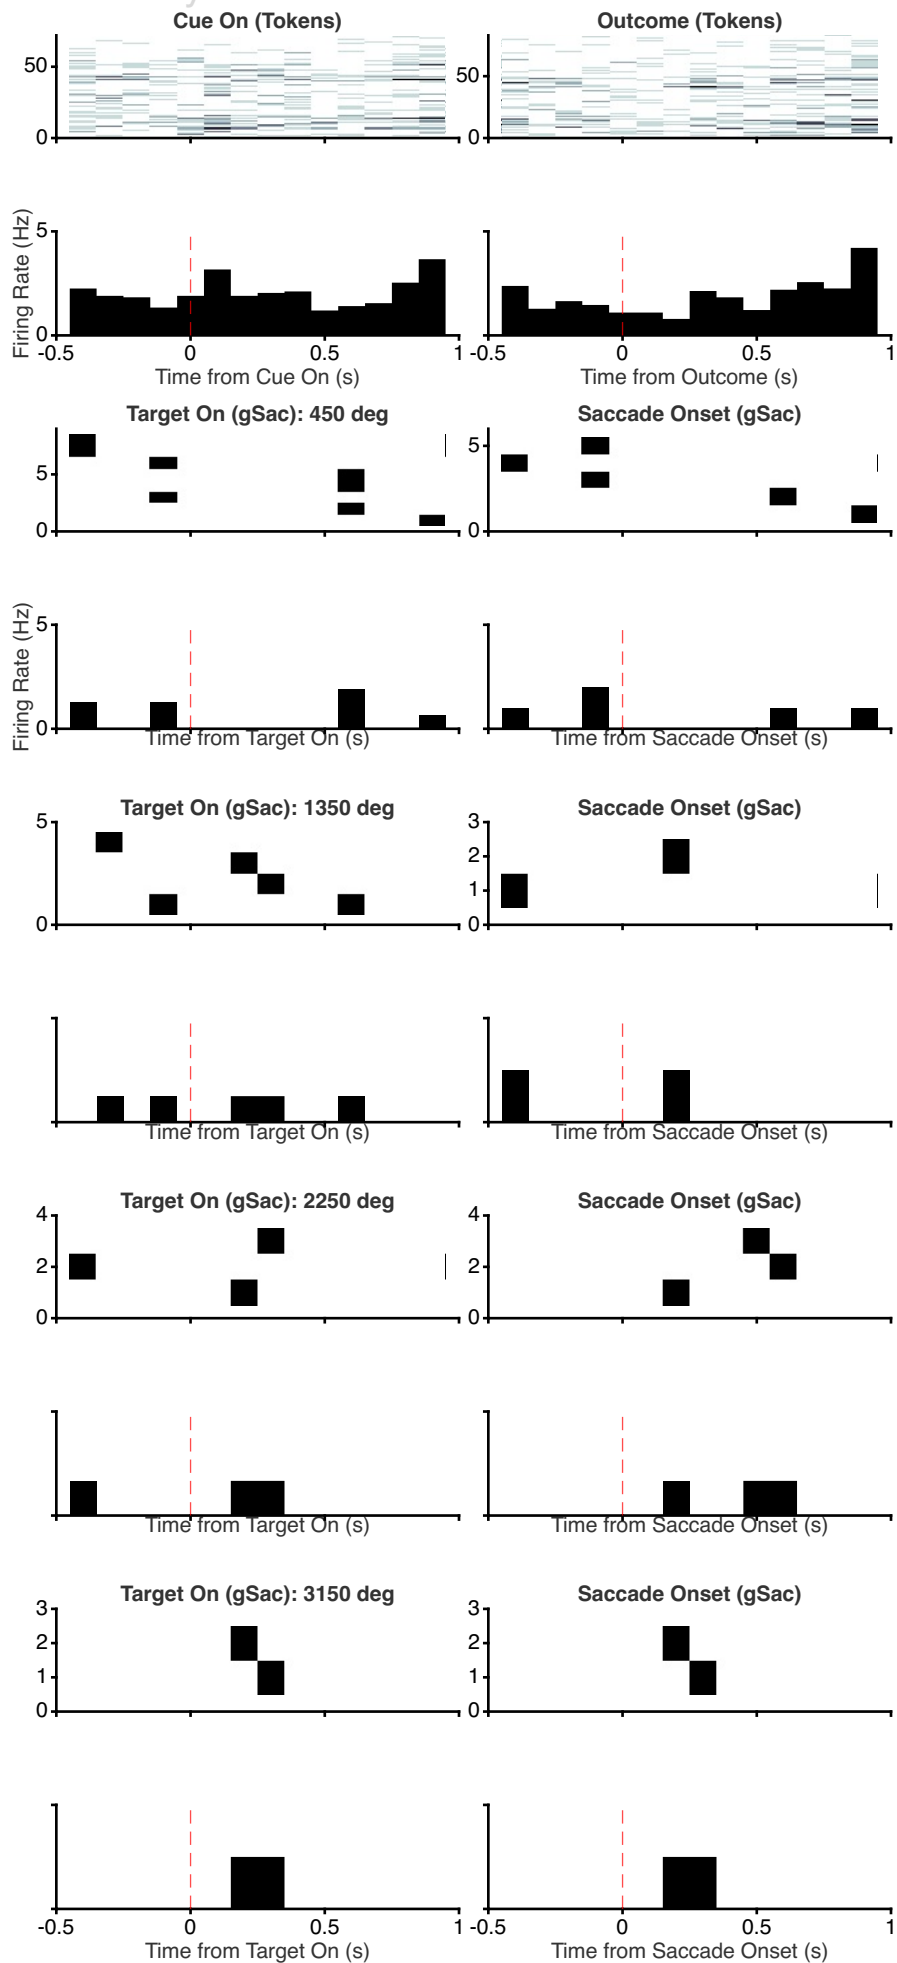 Cue On (Tokens)
Outcome (Tokens)
50
0
50
0
Firing Rate (Hz)
5
0
-0.5 0 0.5 1
-0.5 0 0.5 1
Time from Cue On (s)
Time from Outcome (s)
Target On (gSac): 450 deg
Saccade Onset (gSac)
5
0
5
0
Firing Rate (Hz)
5
0
Time from Target On (s)
Time from Saccade Onset (s)
Target On (gSac): 1350 deg
Saccade Onset (gSac)
5
0
3
2
1
0
Time from Target On (s)
Time from Saccade Onset (s)
Target On (gSac): 2250 deg
Saccade Onset (gSac)
4
2
0
4
2
0
Time from Target On (s)
Time from Saccade Onset (s)
Target On (gSac): 3150 deg
Saccade Onset (gSac)
3
2
1
0
3
2
1
0
-0.5 0 0.5 1
-0.5 0 0.5 1
Time from Target On (s)
Time from Saccade Onset (s)